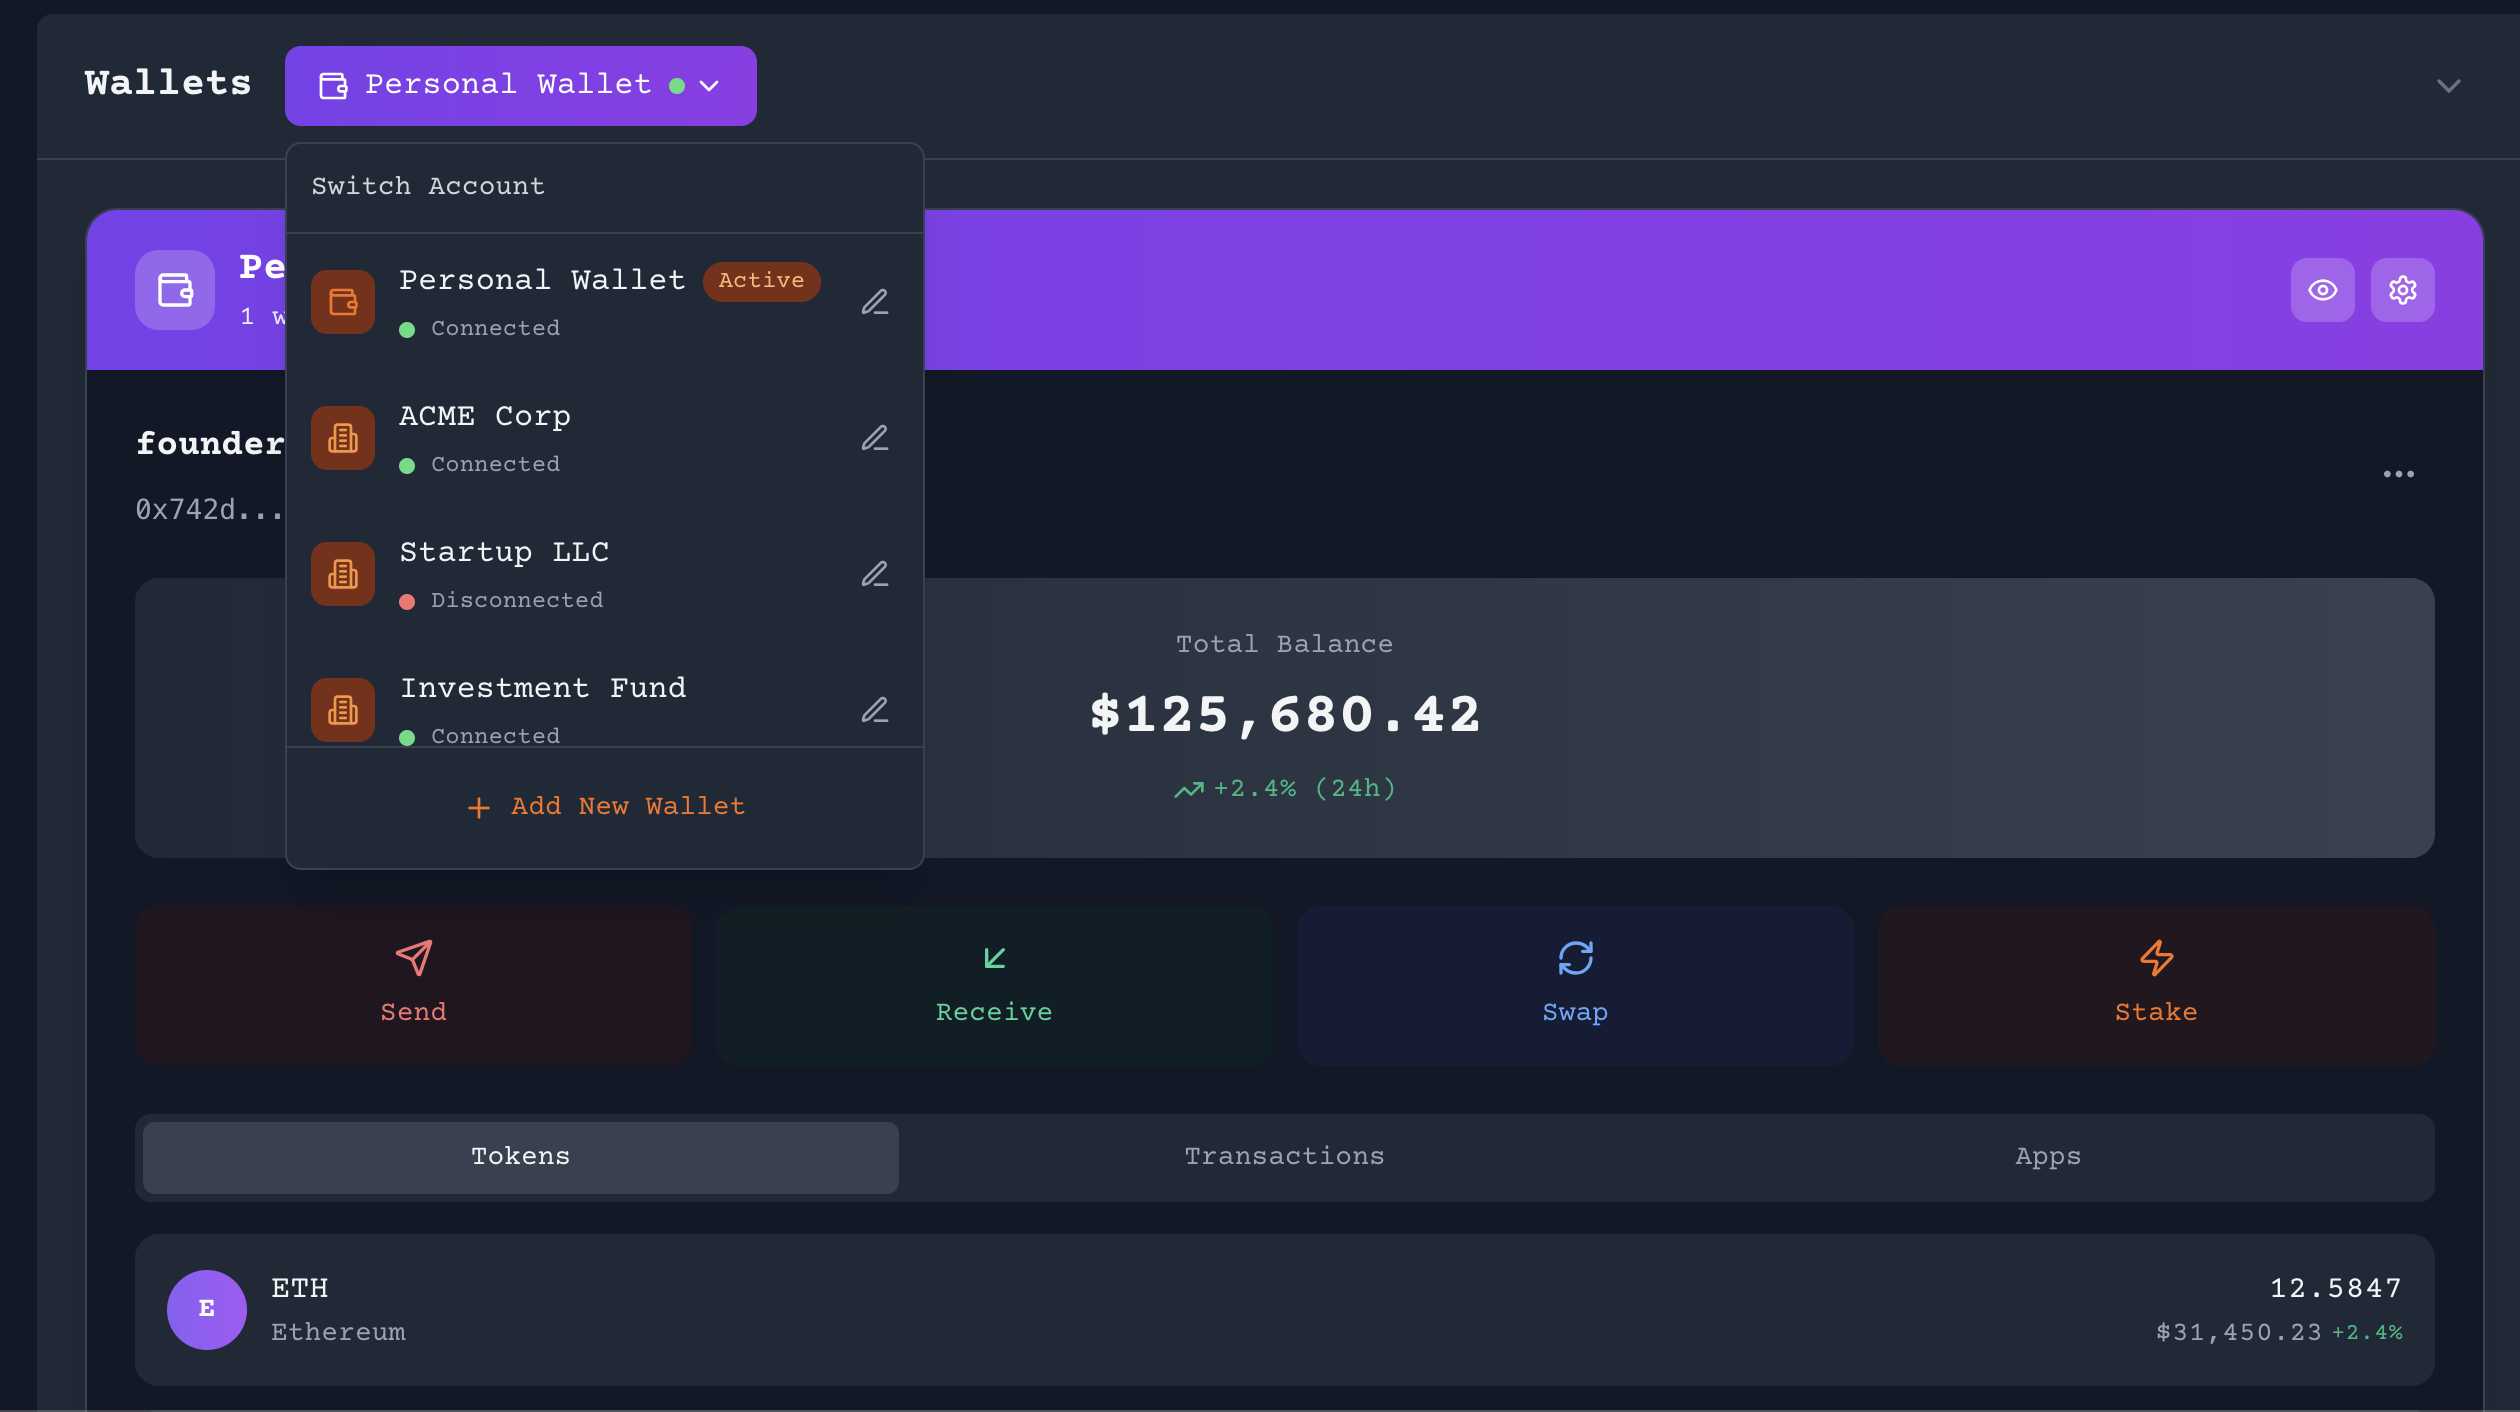 Wallets
Personal Wallet
Switch Account
Personal Wallet Active
Connected
ACME Corp
Connected
Startup LLC
Disconnected
Investment Fund
Connected
Add New Wallet
Pe
1 w
founder
0x742d...
Total Balance
$125,680.42
+2.4% (24h)
Send
Receive
Swap
Stake
Tokens
Transactions
Apps
E
ETH
Ethereum
12.5847
$31,450.23 +2.4%